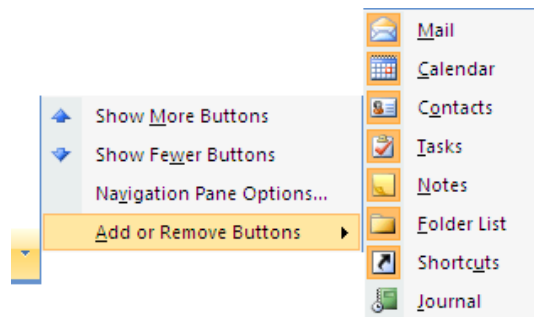 Show More Buttons
Show Fewer Buttons
Navigation Pane Options...
Add or Remove Buttons
Mail
Calendar
Contacts
Tasks
Notes
Folder List
Shortcuts
Journal